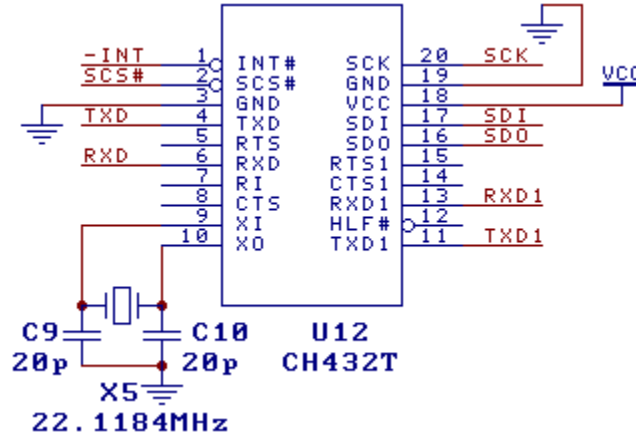 -INT 1 INT# SCK 20 SCK
SCS# 2 SCS# GND 19
3 GND VCC 18 VCC
TXD 4 TXD SDI 17 SDI
5 RTS SDO 16 SDO
RXD 6 RXD RTS1 15
7 RI CTS1 14
8 CTS RXD1 13 RXD1
9 XI HLF# 12
10 XO TXD1 11 TXD1
C9 C10 U12
20p 20p CH432T
X5
22.1184MHz